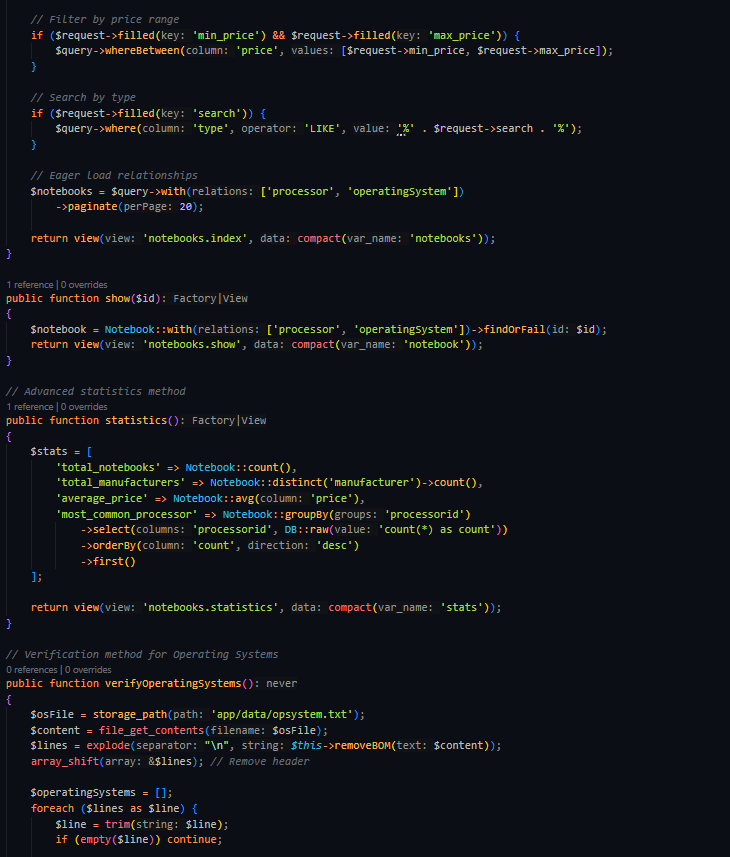 // Filter by price range
if ($request->filled(key: 'min_price') && $request->filled(key: 'max_price')) {
$query->whereBetween(column: 'price', values: [$request->min_price, $request->max_price]);
}
// Search by type
if ($request->filled(key: 'search')) {
$query->where(column: 'type', operator: 'LIKE', value: '%' . $request->search . '%');
}
// Eager load relationships
$notebooks = $query->with(relations: ['processor', 'operatingSystem'])
->paginate(perPage: 20);
return view(view: 'notebooks.index', data: compact(var_name: 'notebooks'));
}
1 reference | 0 overrides
public function show($id): Factory|View
{
$notebook = Notebook::with(relations: ['processor', 'operatingSystem'])->findOrFail(id: $id);
return view(view: 'notebooks.show', data: compact(var_name: 'notebook'));
}
// Advanced statistics method
1 reference | 0 overrides
public function statistics(): Factory|View
{
$stats = [
'total_notebooks' => Notebook::count(),
'total_manufacturers' => Notebook::distinct('manufacturer')->count(),
'average_price' => Notebook::avg(column: 'price'),
'most_common_processor' => Notebook::groupBy(groups: 'processorid')
->select(columns: 'processorid', DB::raw(value: 'count(*) as count'))
->orderBy(column: 'count', direction: 'desc')
->first()
];
return view(view: 'notebooks.statistics', data: compact(var_name: 'stats'));
}
// Verification method for Operating Systems
0 references | 0 overrides
public function verifyOperatingSystems(): never
{
$osFile = storage_path(path: 'app/data/opsystem.txt');
$content = file_get_contents(filename: $osFile);
$lines = explode(separator: "\n", string: $this->removeBOM(text: $content));
array_shift(array: &$lines); // Remove header
$operatingSystems = [];
foreach ($lines as $line) {
$line = trim(string: $line);
if (empty($line)) continue;